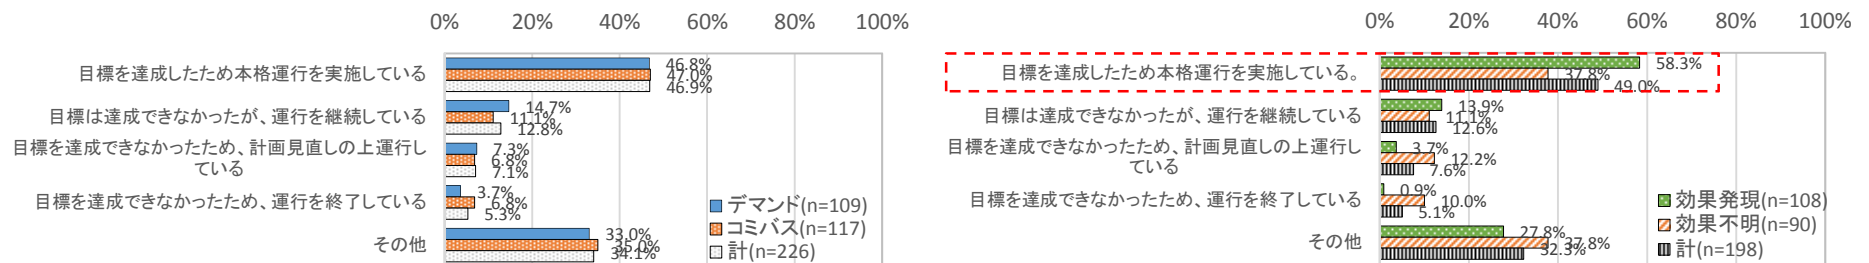 0% 20% 40% 60% 80% 100%
目標を達成したため本格運行を実施している 46.8% 47.0% 46.9%
目標は達成できなかったが、運行を継続している 14.7% 11.1% 12.8%
目標を達成できなかったため、計画見直しの上運行し
ている 7.3% 6.8% 7.1%
目標を達成できなかったため、運行を終了している 3.7% 6.8% 5.3%
その他 33.0% 35.0% 34.1%
デマンド(n=109)
コミバス(n=117)
計(n=226)
0% 20% 40% 60% 80% 100%
目標を達成したため本格運行を実施している。 58.3% 37.8% 49.0%
目標は達成できなかったが、運行を継続している 13.9% 11.1% 12.6%
目標を達成できなかったため、計画見直しの上運行し
ている 3.7% 12.2% 7.6%
目標を達成できなかったため、運行を終了している 0.9% 10.0% 5.1%
その他 27.8% 37.8% 32.3%
効果発現(n=108)
効果不明(n=90)
計(n=198)